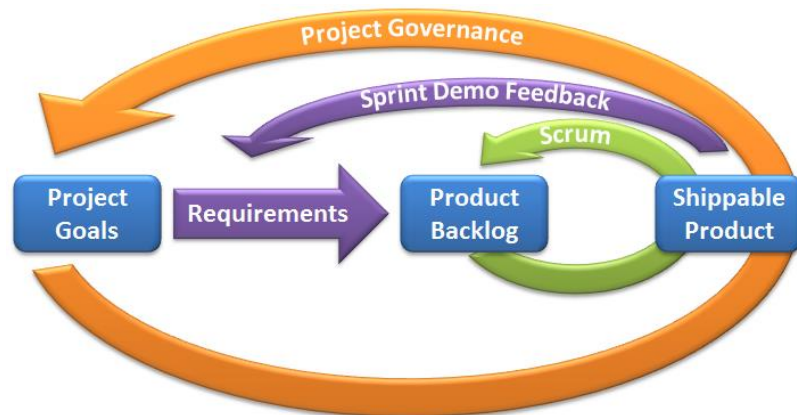 Project Governance
Sprint Demo Feedback
Scrum
Project
Goals
Requirements
Product
Backlog
Shippable
Product